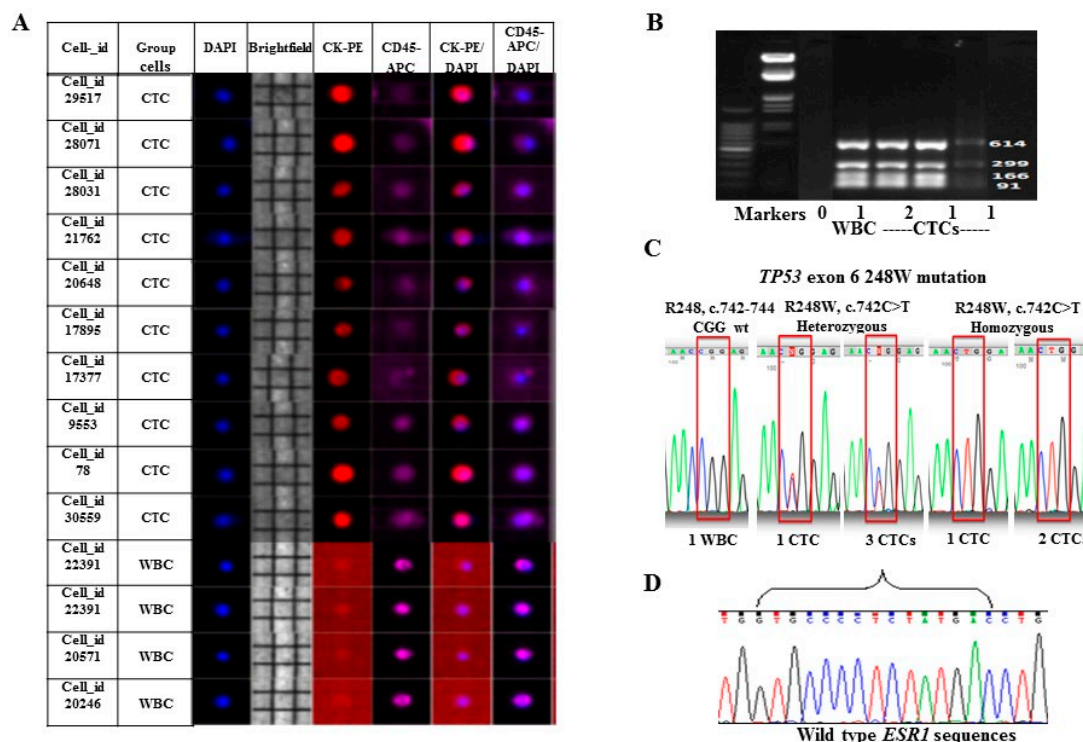 A
Cell-_id Group cells DAPI Brightfield CK-PE CD45-APC CK-PE/DAPI CD45-APC/DAPI
Cell_id 29517 CTC
Cell_id 28071 CTC
Cell_id 28031 CTC
Cell_id 21762 CTC
Cell_id 20648 CTC
Cell_id 17895 CTC
Cell_id 17377 CTC
Cell_id 9553 CTC
Cell_id 78 CTC
Cell_id 30559 CTC
Cell_id 22391 WBC
Cell_id 22391 WBC
Cell_id 20571 WBC
Cell_id 20246 WBC
B
614
299
166
91
Markers 0 1 2 1 1
WBC -----CTCs-----
C
TP53 exon 6 248W mutation
R248, c.742-744 R248W, c.742C>T R248W, c.742C>T
CGG wt Heterozygous Homozygous
1 WBC 1 CTC 3 CTCs 1 CTC 2 CTCs
D
T G G T G C C C C T C T A T G A C C T G
Wild type ESR1 sequences